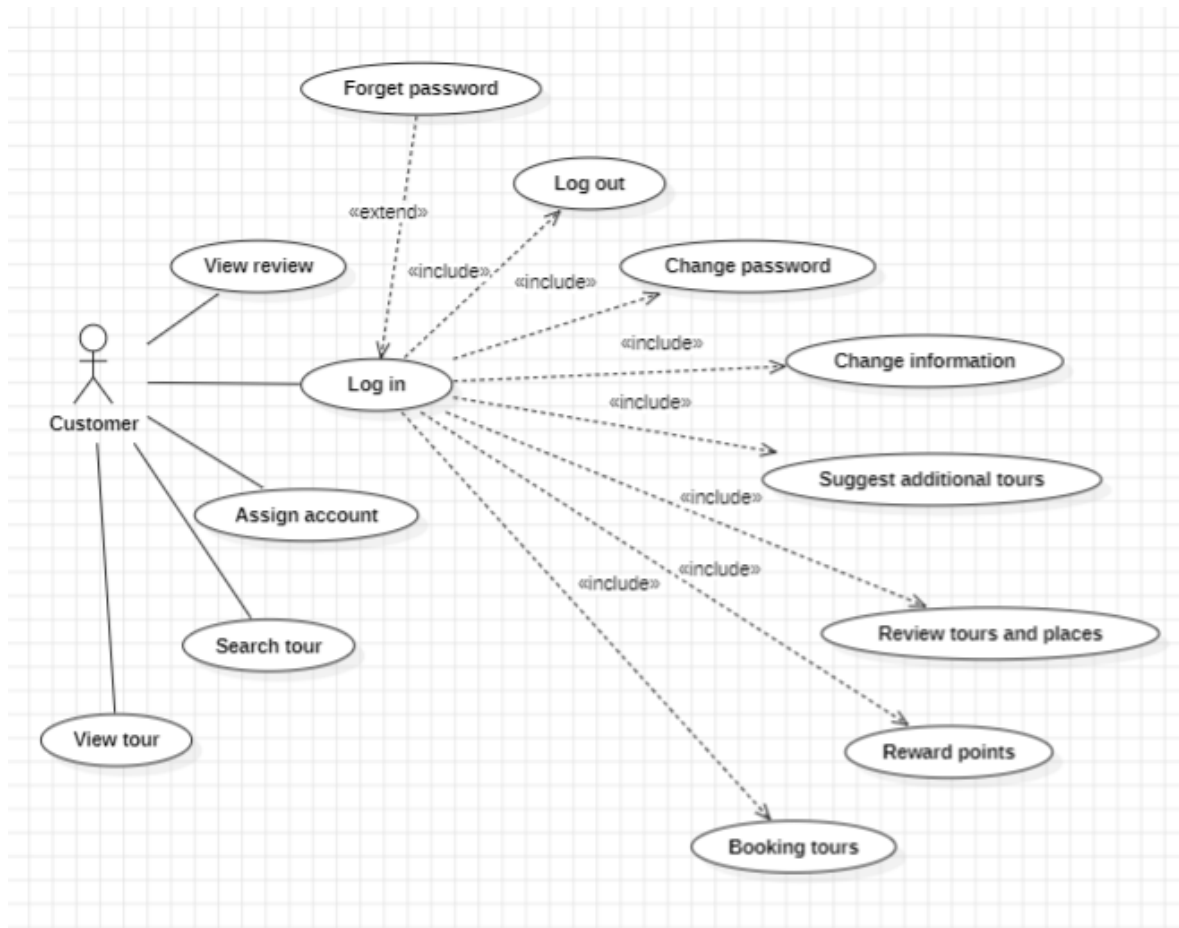 Forget password
Log out
«extend»
View review
«include»
«include»
Change password
«include»
Change information
Log in
«include»
Customer
Suggest additional tours
«include»
Assign account
«include»
«include»
Review tours and places
Search tour
View tour
Reward points
Booking tours